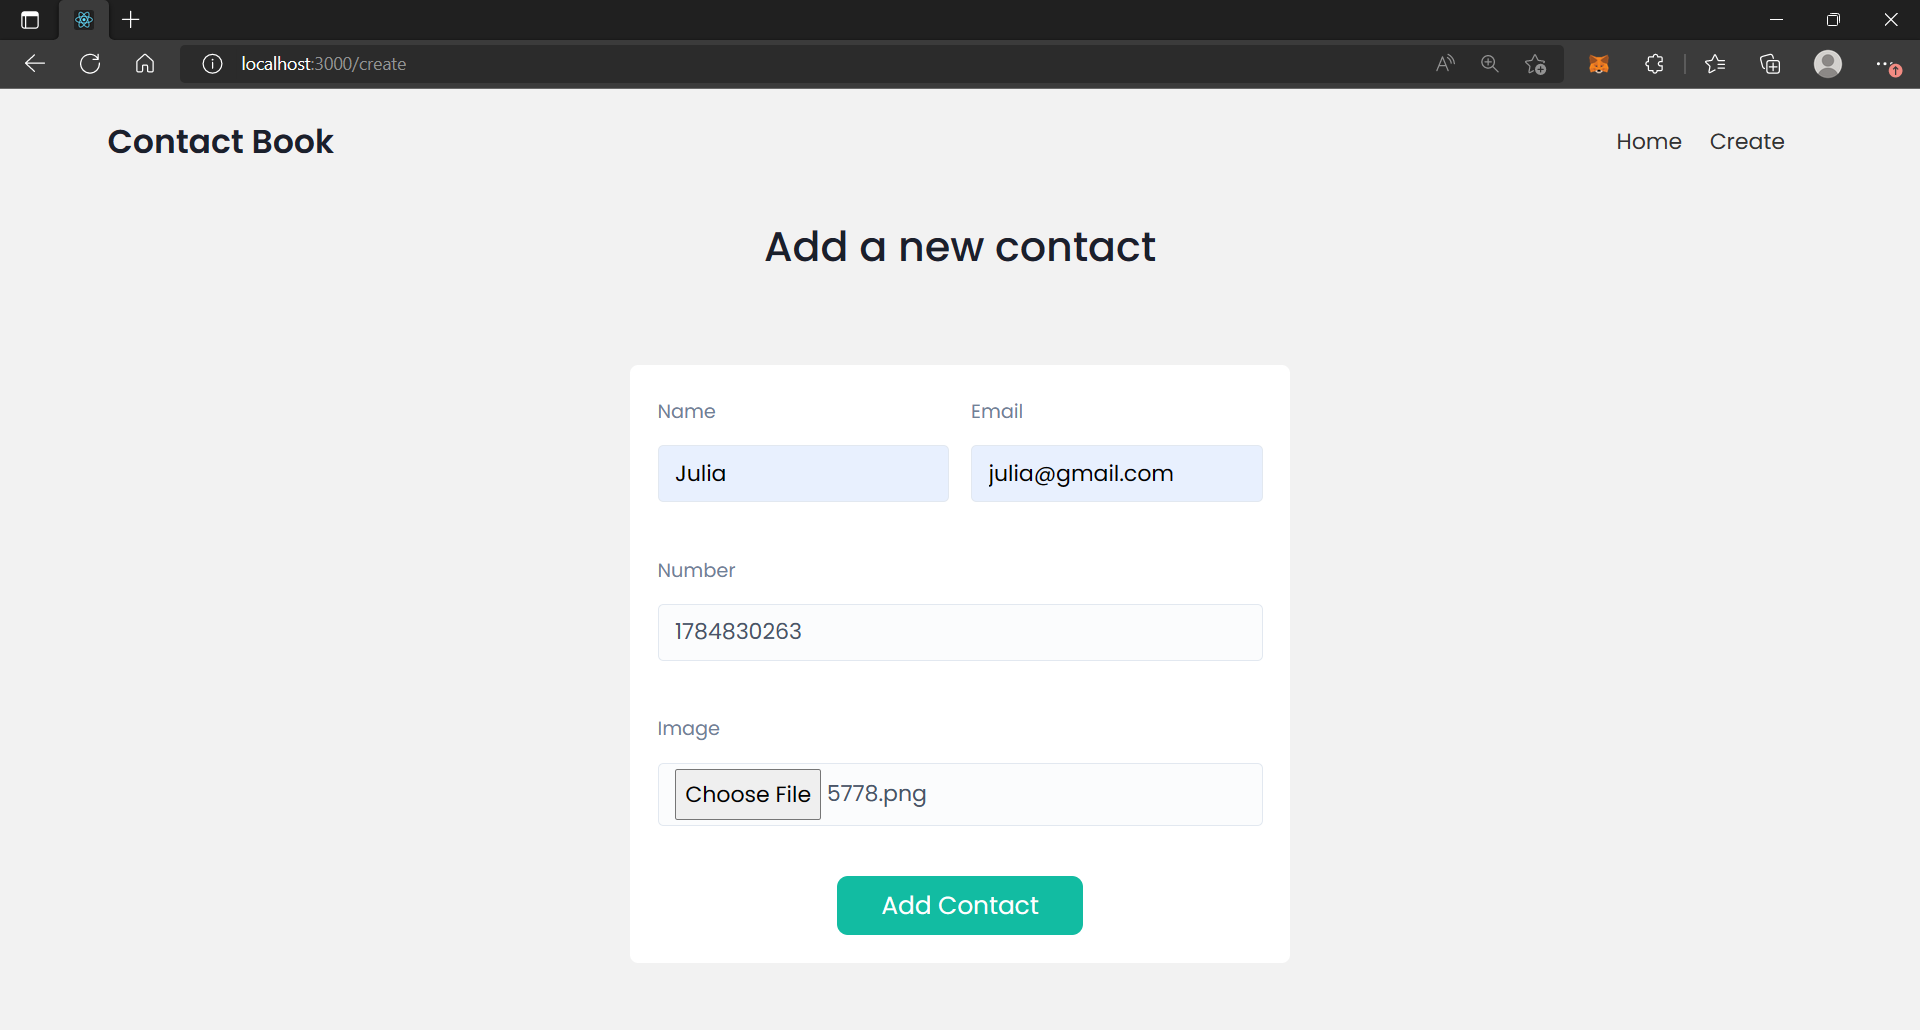 localhost:3000/create
Contact Book
Home
Create
Add a new contact
Name
Email
Julia
julia@gmail.com
Number
1784830263
Image
Choose File 5778.png
Add Contact